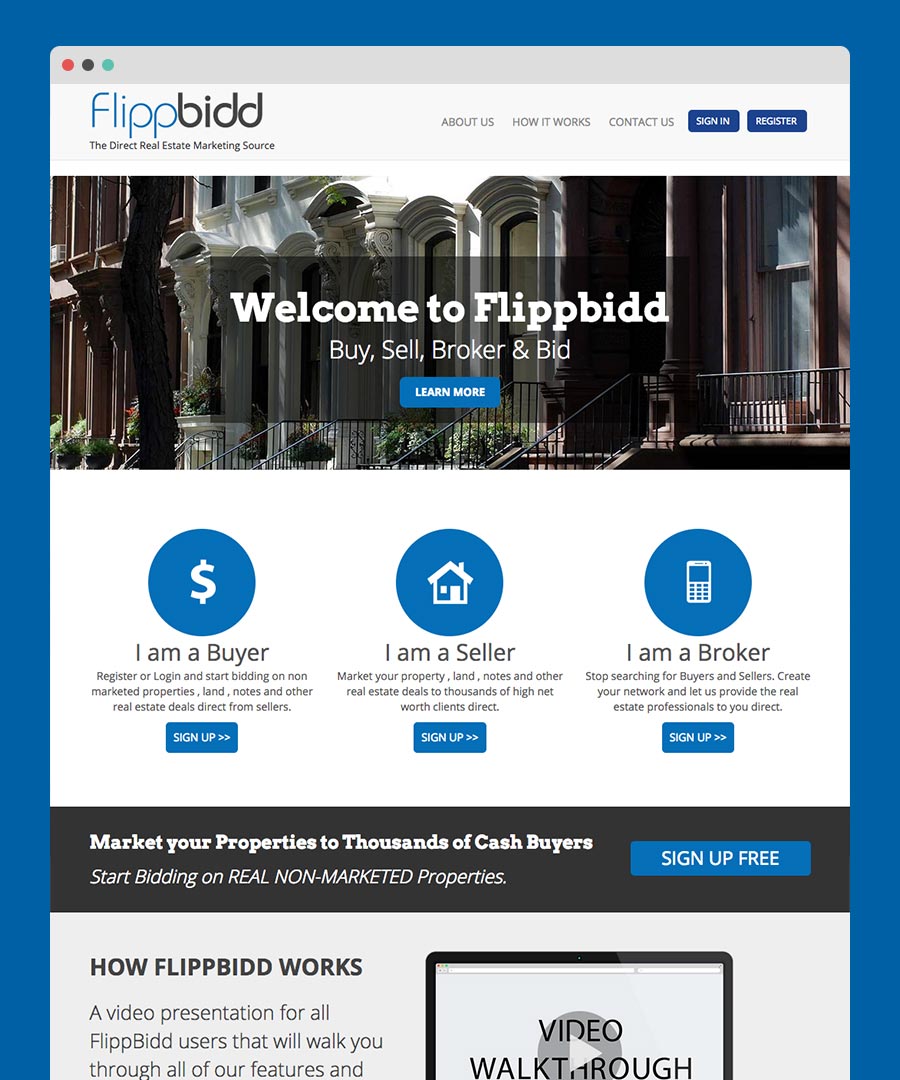 Flippbidd
The Direct Real Estate Marketing Source
ABOUT US HOW IT WORKS CONTACT US SIGN IN REGISTER
Welcome to Flippbidd
Buy, Sell, Broker & Bid
LEARN MORE
$
I am a Buyer
Register or Login and start bidding on non
marketed properties , land , notes and other
real estate deals direct from sellers.
SIGN UP >>
I am a Seller
Market your property , land , notes and other
real estate deals to thousands of high net
worth clients direct.
SIGN UP >>
I am a Broker
Stop searching for Buyers and Sellers. Create
your network and let us provide the real
estate professionals to you direct.
SIGN UP >>
Market your Properties to Thousands of Cash Buyers
Start Bidding on REAL NON-MARKETED Properties.
SIGN UP FREE
HOW FLIPPBIDD WORKS
A video presentation for all
FlippBidd users that will walk you
through all of our features and
VIDEO
WALKTHROUGH